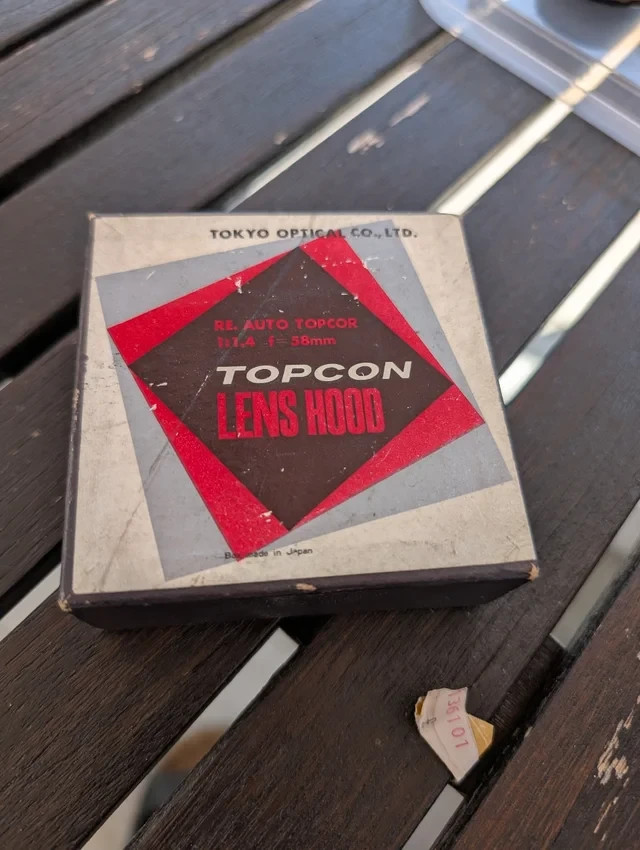 TOKYO OPTICAL CO., LTD.
RE. AUTO TOPCOR
1:1.4 f=58mm
TOPCON
LENS HOOD
made in Japan